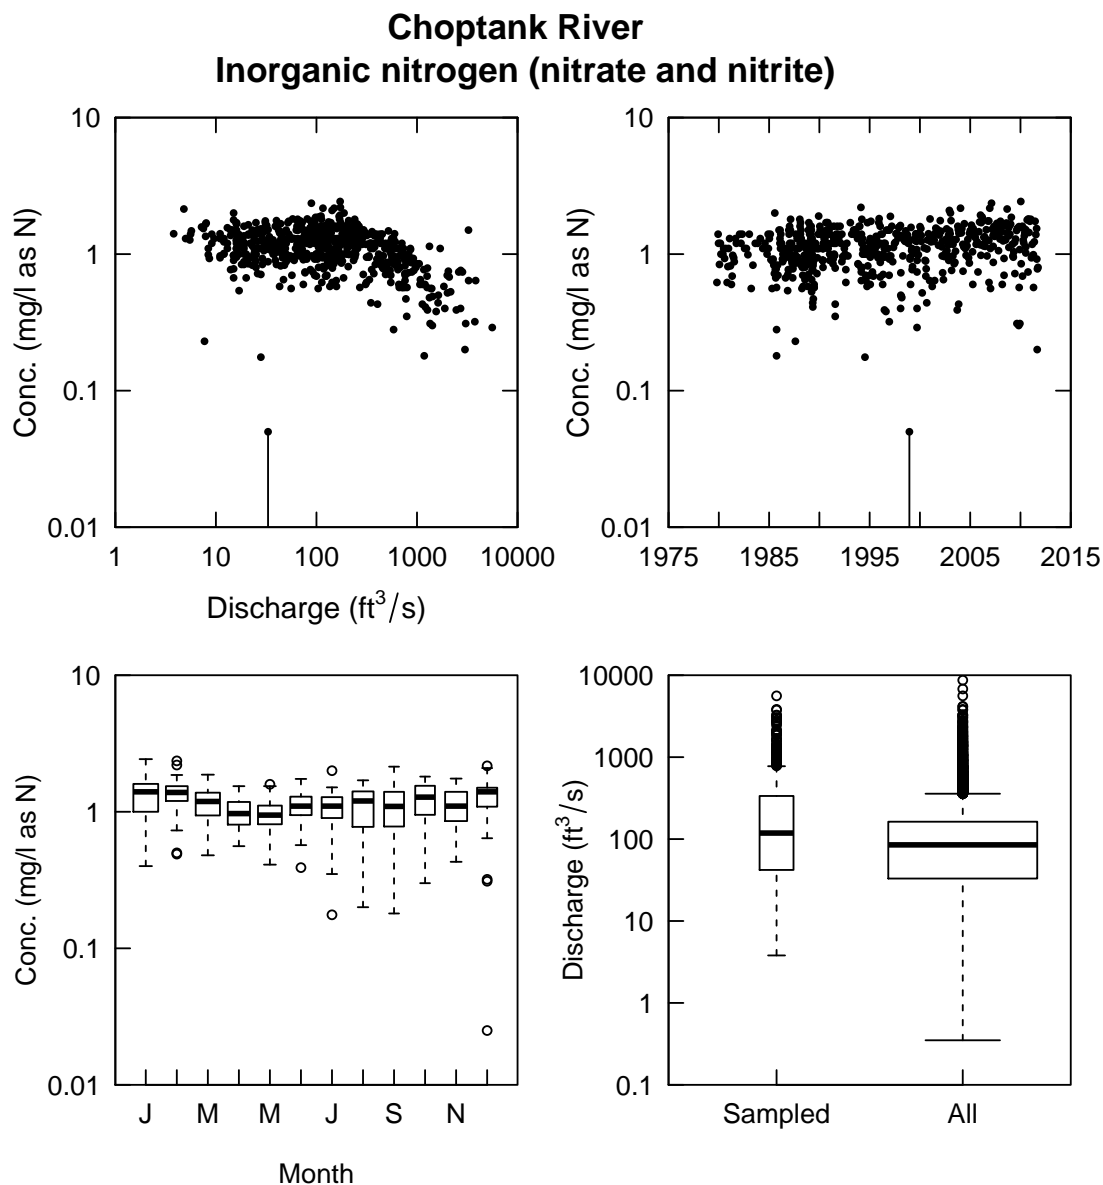 Choptank River
Inorganic nitrogen (nitrate and nitrite)
10
1
0.1
0.01
Conc. (mg/l as N)
1 10 100 1000 10000
Discharge (ft³/s)
10
1
0.1
0.01
Conc. (mg/l as N)
1975 1985 1995 2005 2015
10
1
0.1
0.01
Conc. (mg/l as N)
J M M J S N
Month
10000
1000
100
10
1
0.1
Discharge (ft³/s)
Sampled All